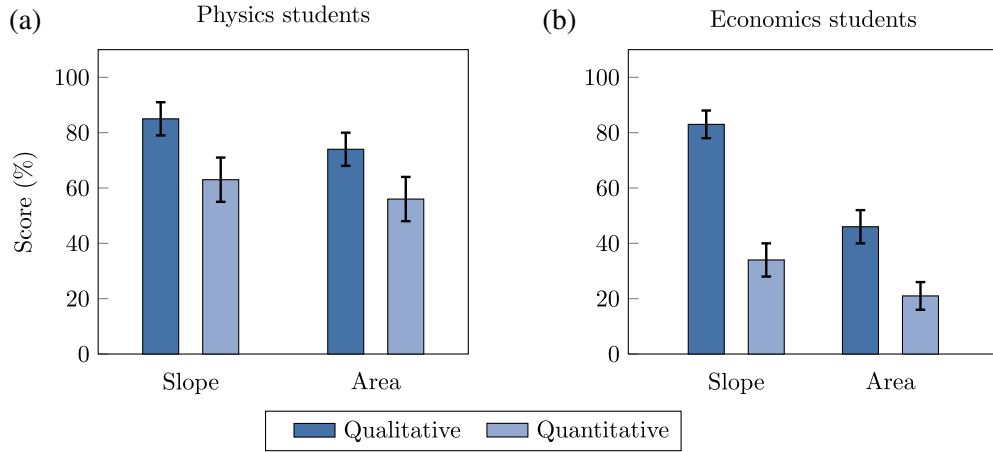 (a) Physics students
Score (%)
100
80
60
40
20
0
Slope Area
(b) Economics students
100
80
60
40
20
0
Slope Area
Qualitative Quantitative